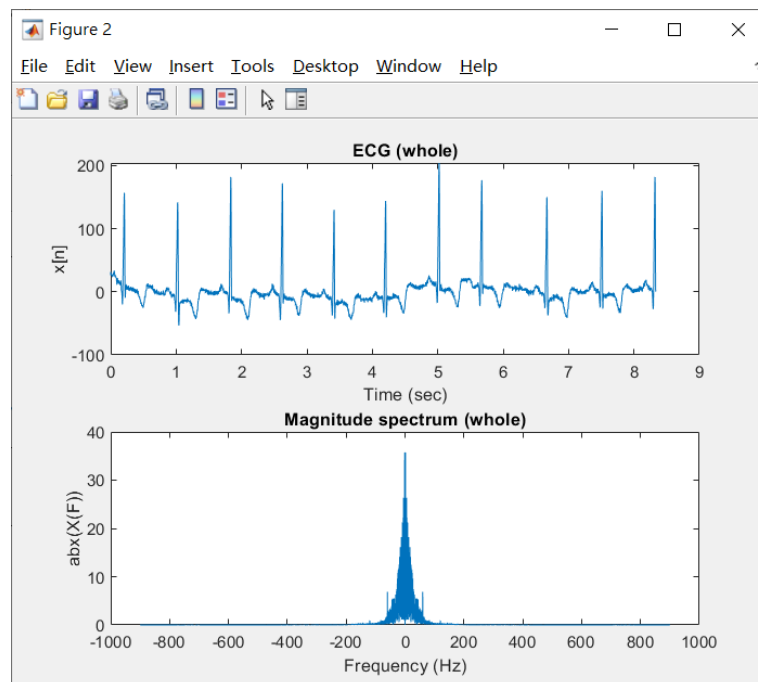 Figure 2
File Edit View Insert Tools Desktop Window Help
ECG (whole)
200
100
0
-100
x[n]
0 1 2 3 4 5 6 7 8 9
Time (sec)
Magnitude spectrum (whole)
40
30
20
10
0
abx(X(F))
-1000 -800 -600 -400 -200 0 200 400 600 800 1000
Frequency (Hz)